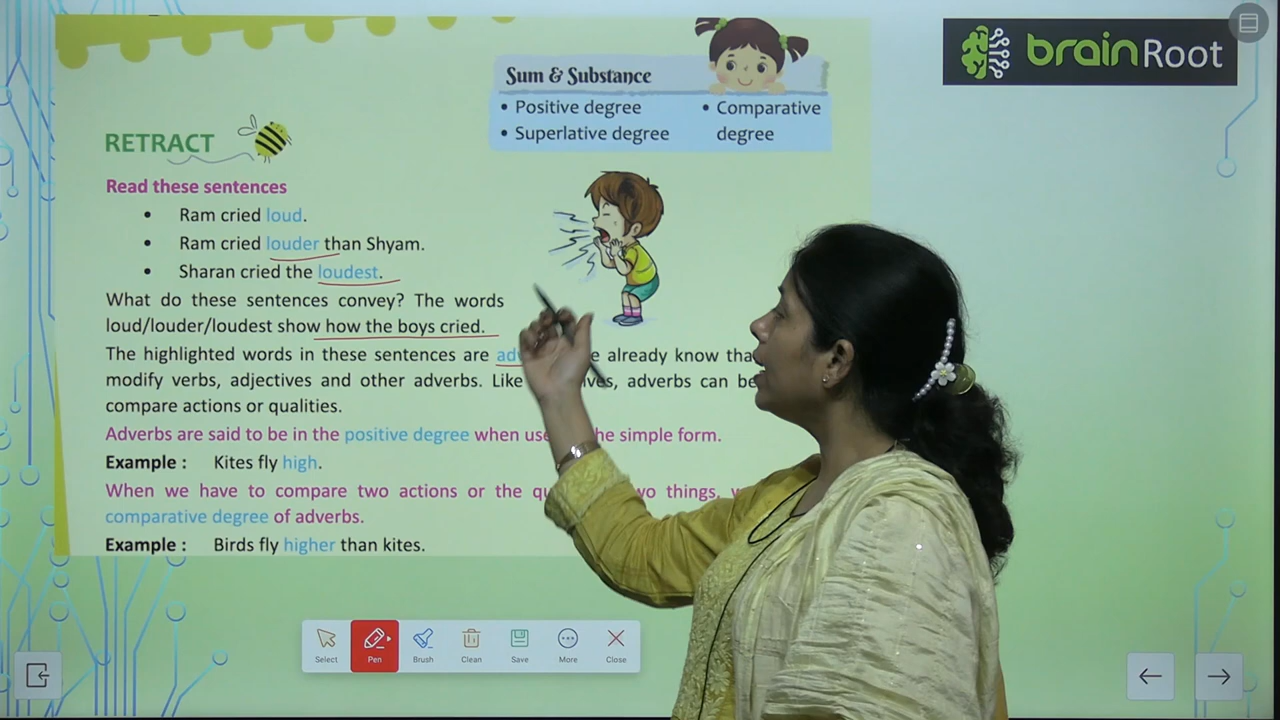 brainRoot
Sum & Substance
• Positive degree
• Comparative degree
• Superlative degree
RETRACT
Read these sentences
• Ram cried loud.
• Ram cried louder than Shyam.
• Sharan cried the loudest.
What do these sentences convey? The words
loud/louder/loudest show how the boys cried.
The highlighted words in these sentences are already know
modify verbs, adjectives and other adverbs. Like adverbs can
compare actions or qualities.
Adverbs are said to be in the positive degree when the simple form.
Example : Kites fly high.
When we have to compare two actions or the things,
comparative degree of adverbs.
Example : Birds fly higher than kites.
Select Pen Brush Clean Save More Close